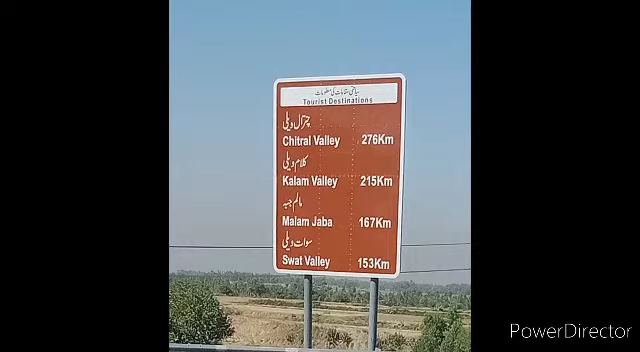 سیاحتی مقامات کی معلومات
Tourist Destinations
چترال ویلی
Chitral Valley 276Km
کالام ویلی
Kalam Valley 215Km
مالم جبہ
Malam Jaba 167Km
سوات ویلی
Swat Valley 153Km
PowerDirector